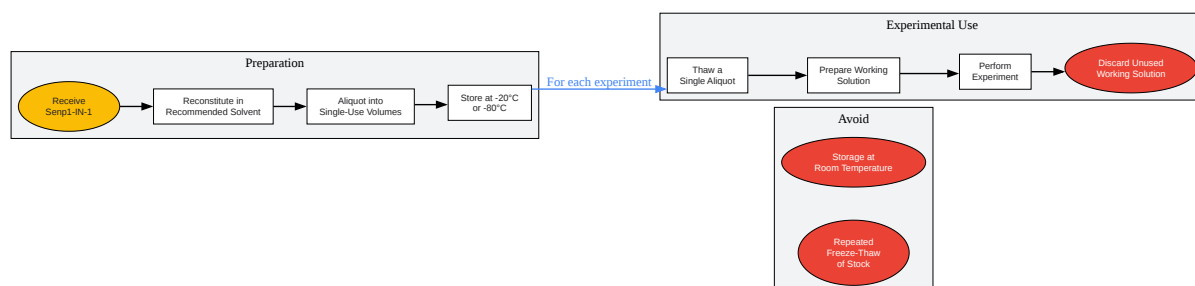 Preparation
Receive
Senp1-IN-1
Reconstitute in
Recommended Solvent
Aliquot into
Single-Use Volumes
Store at -20°C
or -80°C
For each experiment
Experimental Use
Thaw a
Single Aliquot
Prepare Working
Solution
Perform
Experiment
Discard Unused
Working Solution
Avoid
Storage at
Room Temperature
Repeated
Freeze-Thaw
of Stock